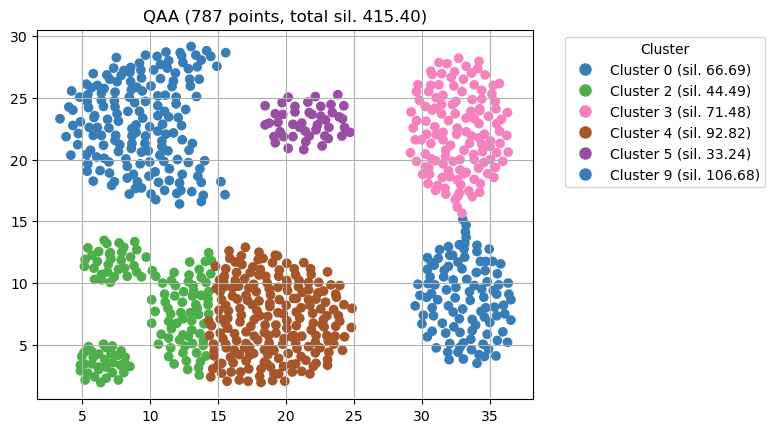 QAA (787 points, total sil. 415.40)
30
25
20
15
10
5
5 10 15 20 25 30 35
Cluster
Cluster 0 (sil. 66.69)
Cluster 2 (sil. 44.49)
Cluster 3 (sil. 71.48)
Cluster 4 (sil. 92.82)
Cluster 5 (sil. 33.24)
Cluster 9 (sil. 106.68)